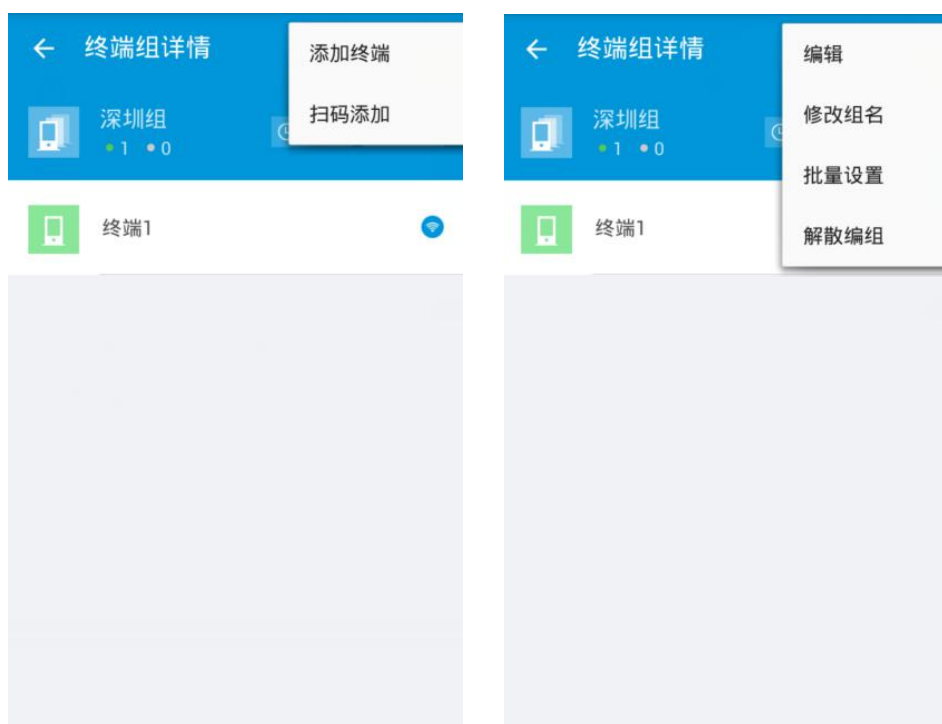 终端组详情
添加终端
扫码添加
深圳组
1 0
终端1
终端组详情
编辑
修改组名
批量设置
解散编组
深圳组
1 0
终端1